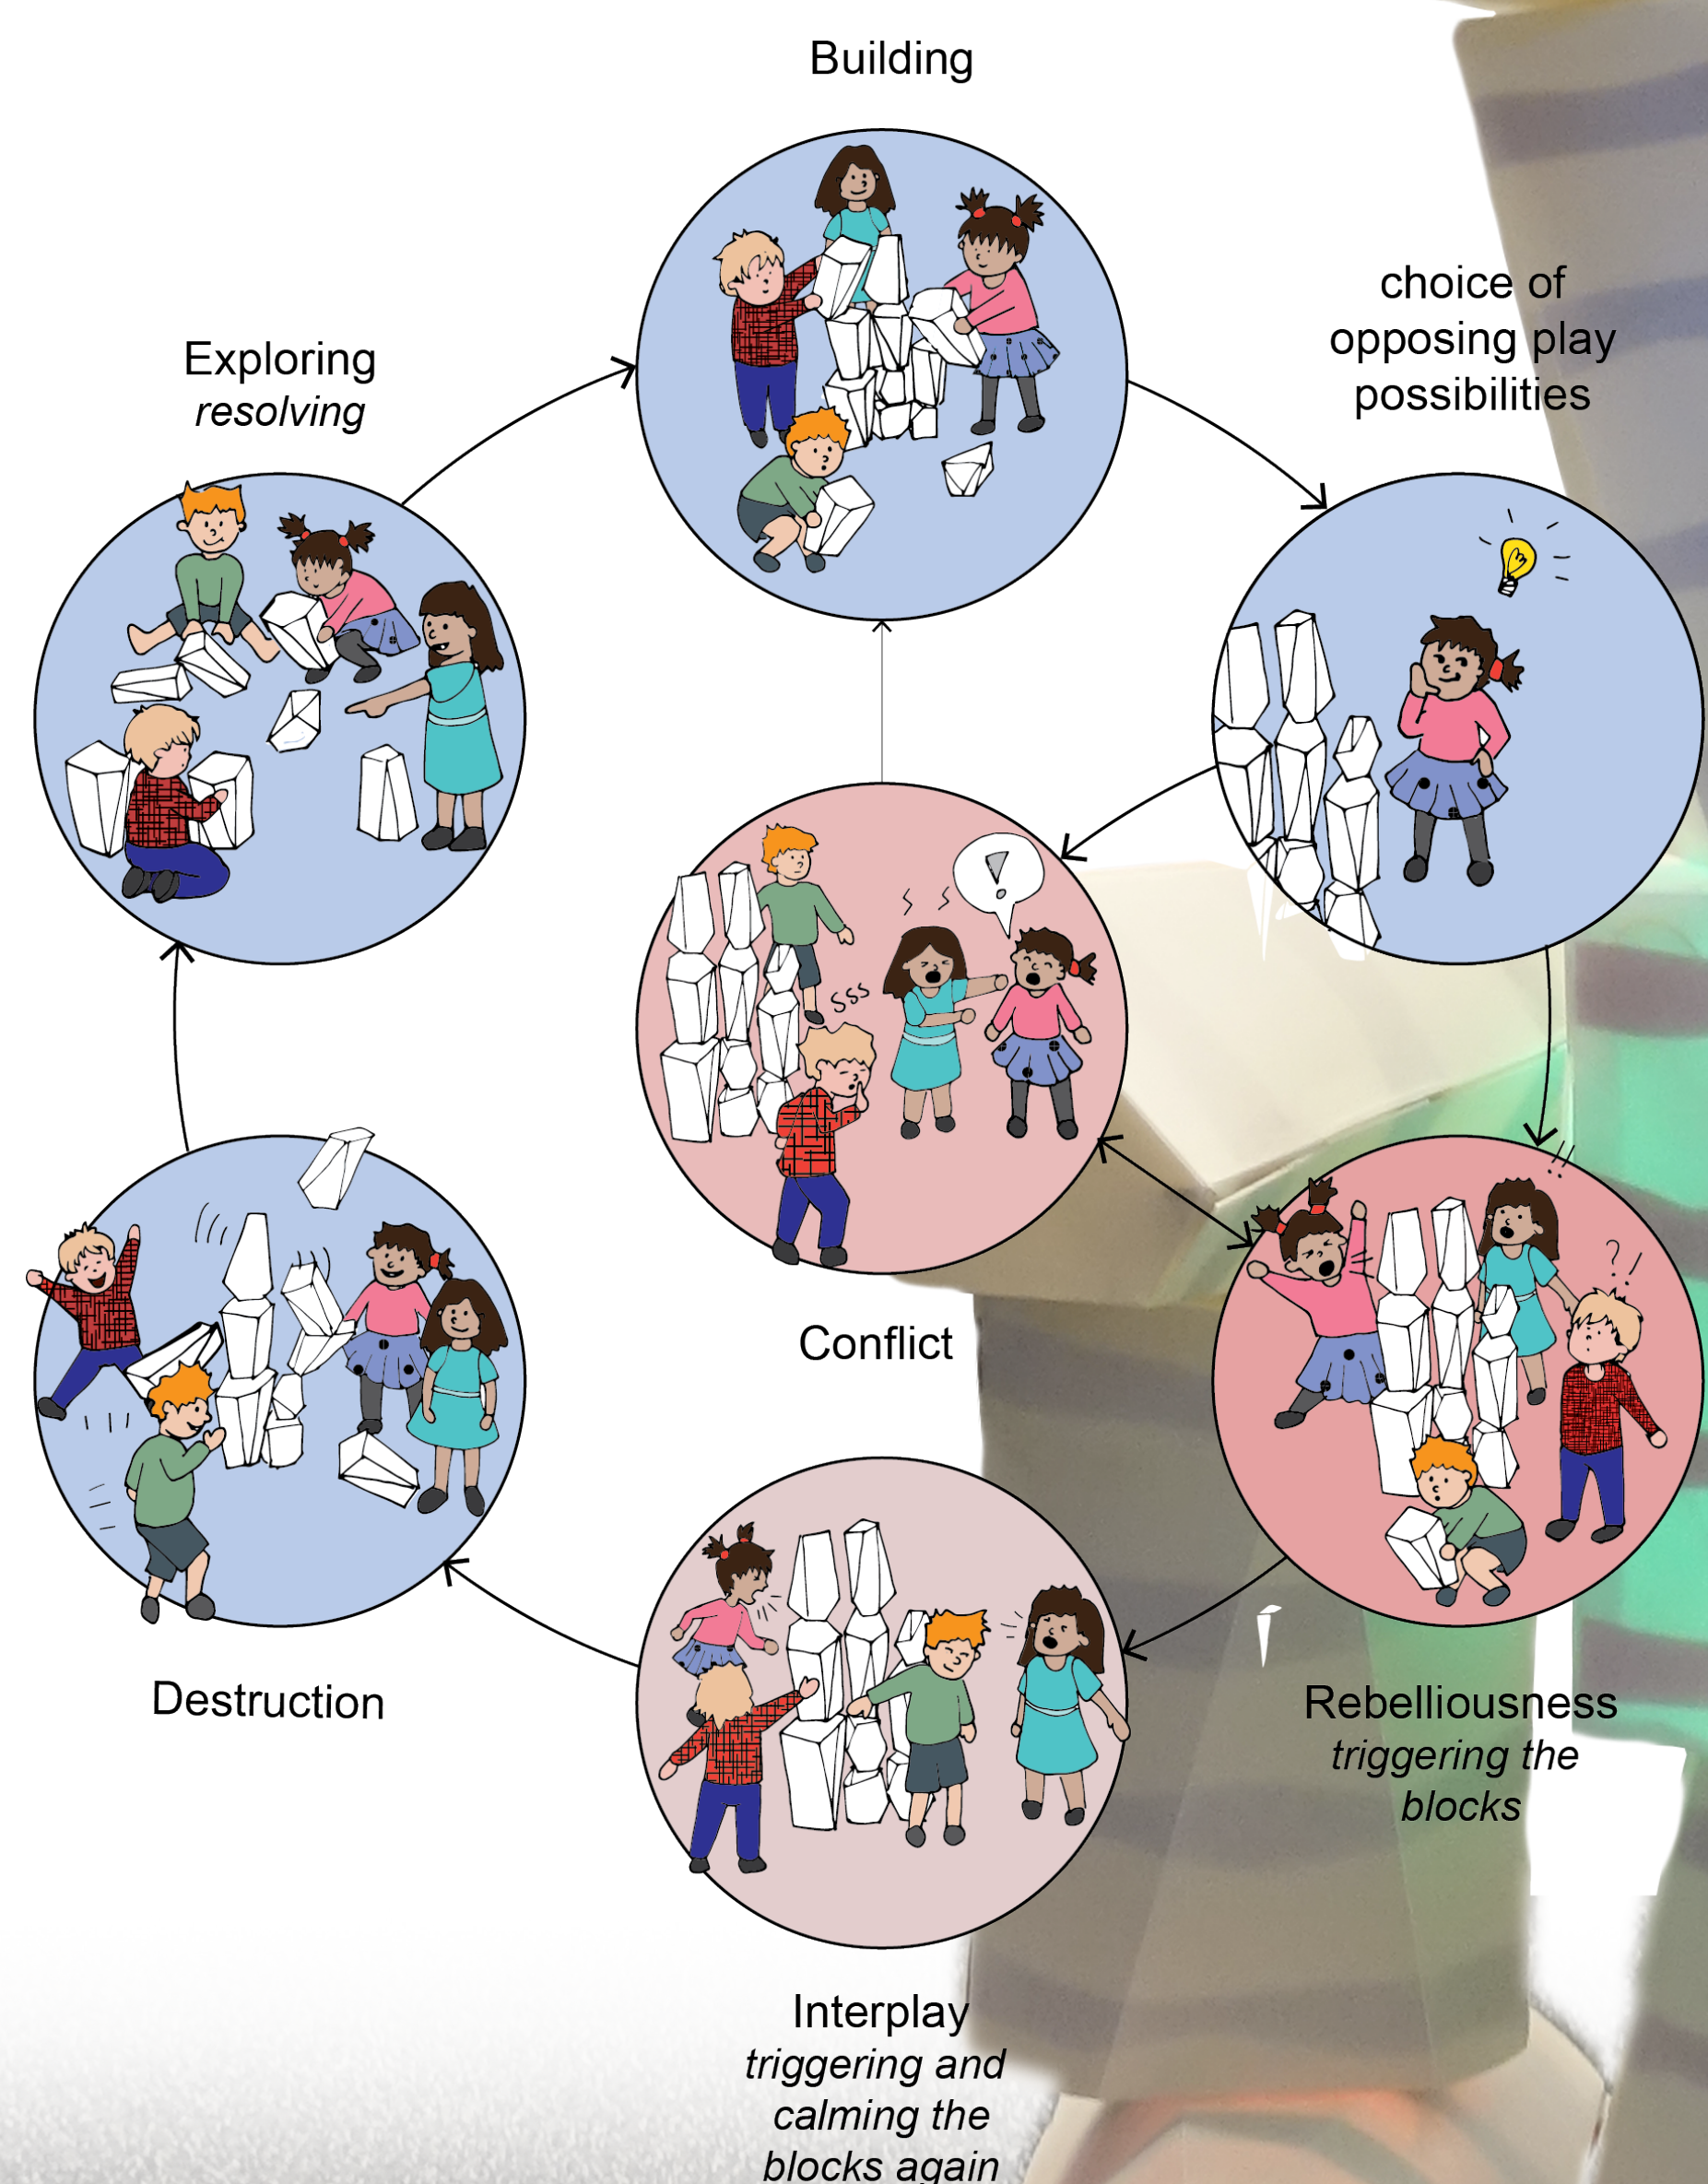 Building
choice of
opposing play
possibilities
Exploring
resolving
!
sss
Conflict
!!
?!
Destruction
Rebelliousness
triggering the
blocks
Interplay
triggering and
calming the
blocks again